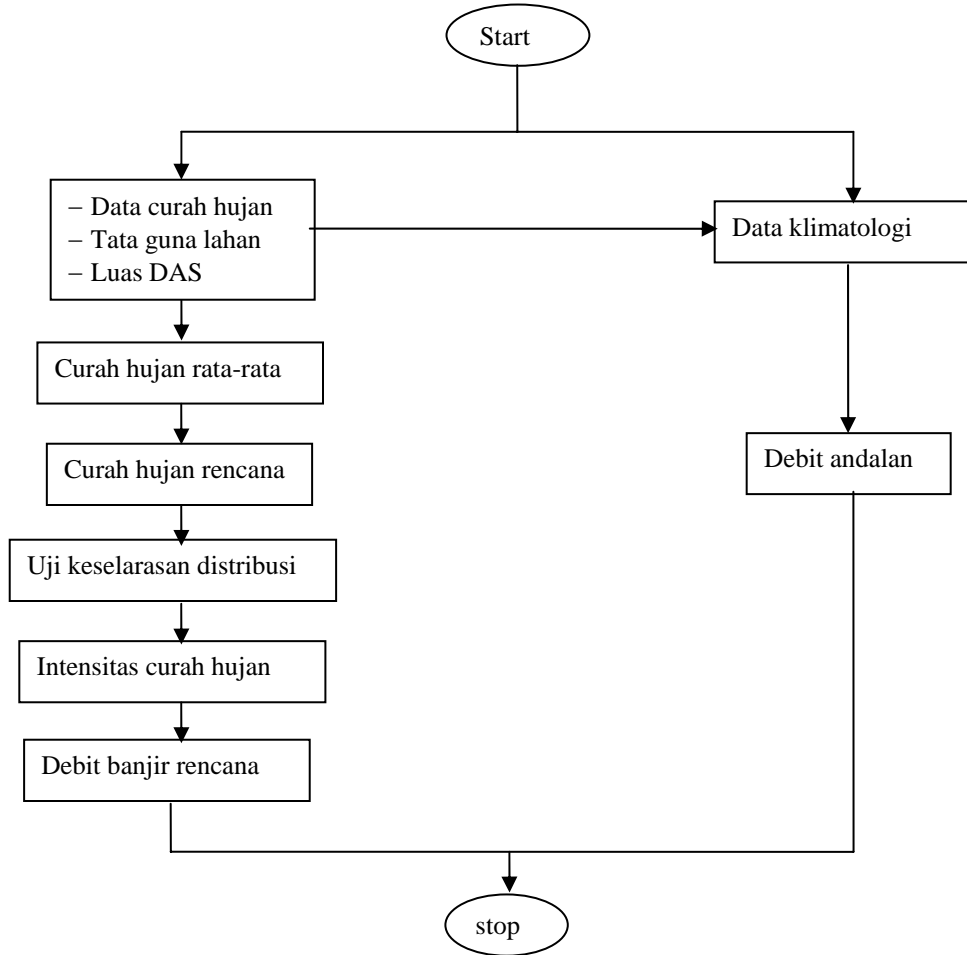 Start
– Data curah hujan
– Tata guna lahan
– Luas DAS
Data klimatologi
Curah hujan rata-rata
Curah hujan rencana
Debit andalan
Uji keselarasan distribusi
Intensitas curah hujan
Debit banjir rencana
stop